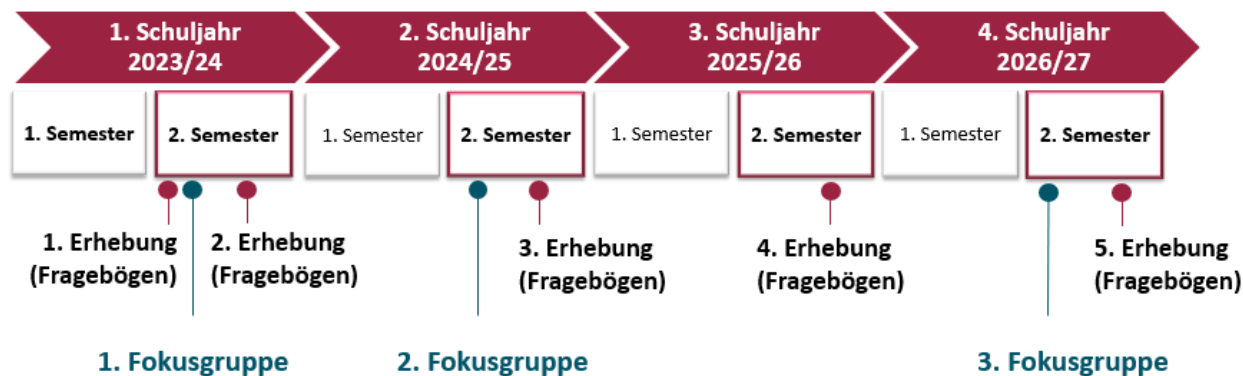 1. Schuljahr
2023/24
2. Schuljahr
2024/25
3. Schuljahr
2025/26
4. Schuljahr
2026/27
1. Semester
2. Semester
1. Semester
2. Semester
1. Semester
2. Semester
1. Semester
2. Semester
1. Erhebung
(Fragebögen)
2. Erhebung
(Fragebögen)
3. Erhebung
(Fragebögen)
4. Erhebung
(Fragebögen)
5. Erhebung
(Fragebögen)
1. Fokusgruppe
2. Fokusgruppe
3. Fokusgruppe